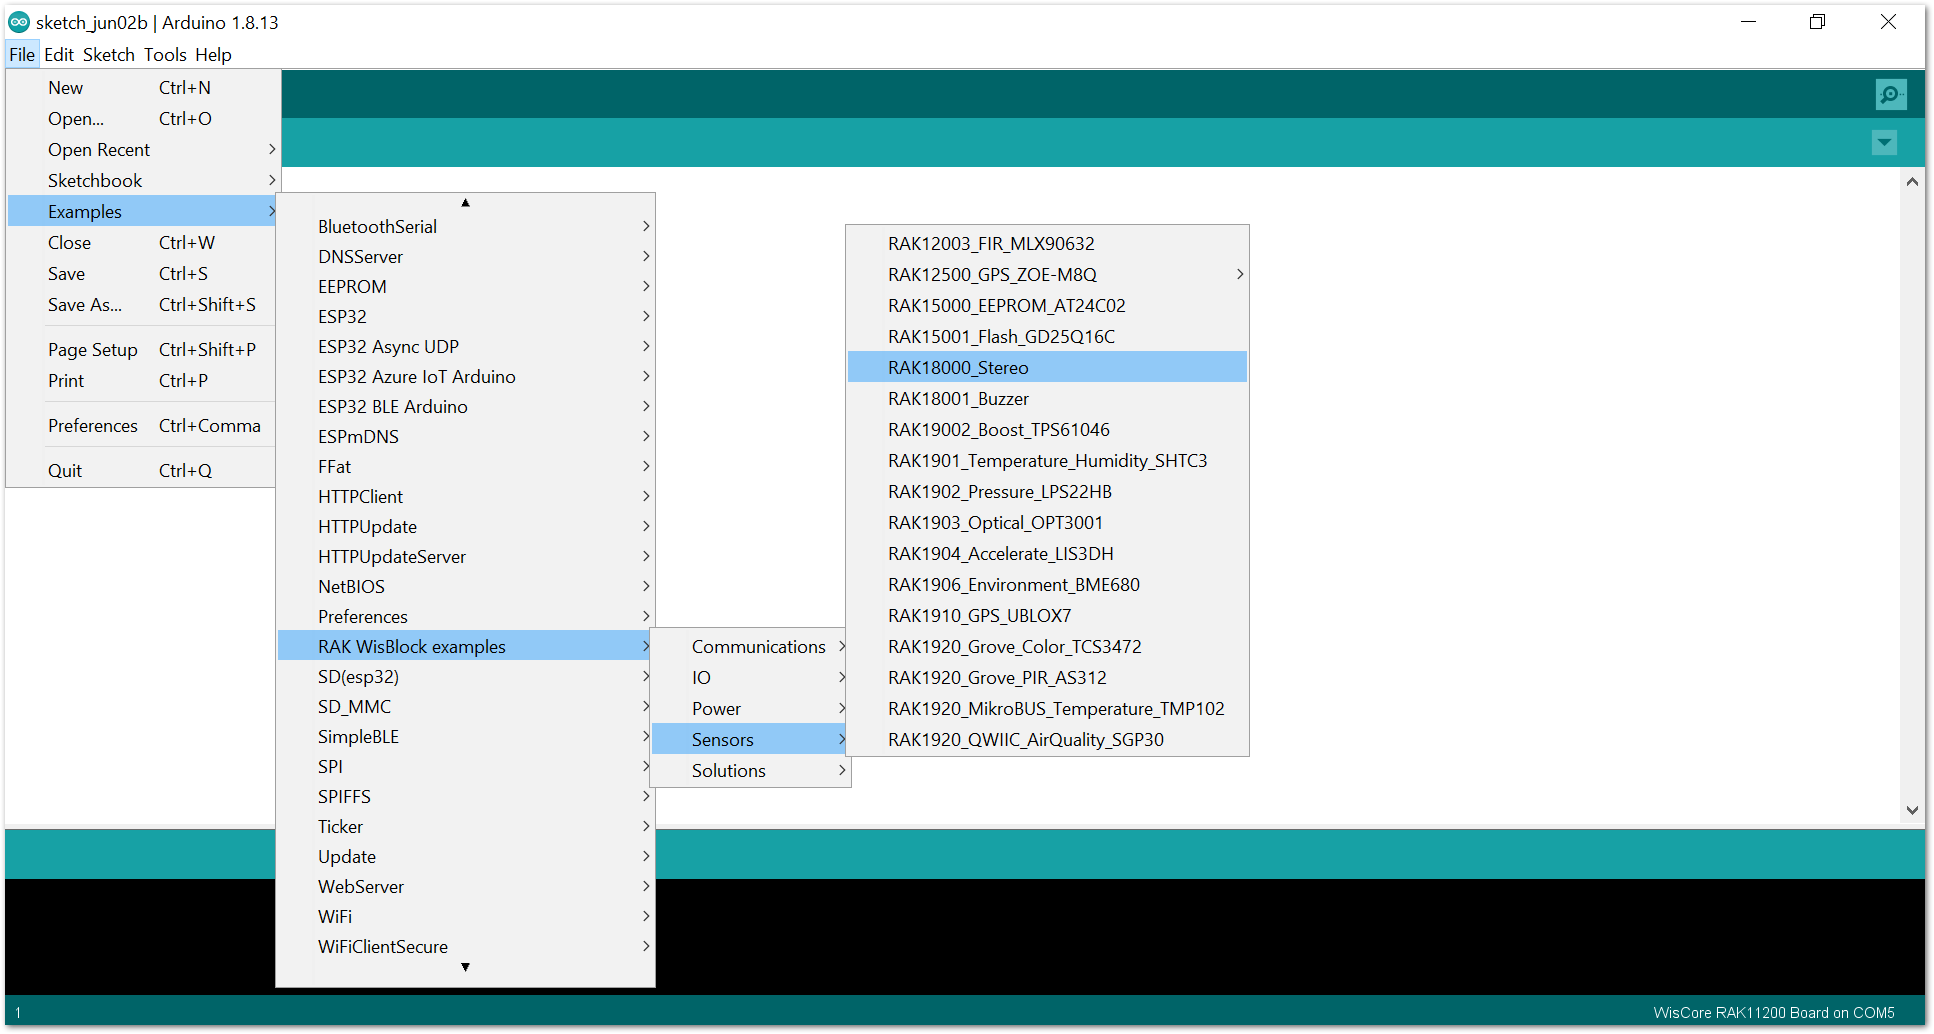 sketch_jun02b | Arduino 1.8.13
File Edit Sketch Tools Help
New Ctrl+N
Open... Ctrl+O
Open Recent
Sketchbook
Examples
Close Ctrl+W
Save Ctrl+S
Save As... Ctrl+Shift+S
Page Setup Ctrl+Shift+P
Print Ctrl+P
Preferences Ctrl+Comma
Quit Ctrl+Q
BluetoothSerial
DNSServer
EEPROM
ESP32
ESP32 Async UDP
ESP32 Azure IoT Arduino
ESP32 BLE Arduino
ESPmDNS
FFat
HTTPClient
HTTPUpdate
HTTPUpdateServer
NetBIOS
Preferences
RAK WisBlock examples
SD(esp32)
SD_MMC
SimpleBLE
SPI
SPIFFS
Ticker
Update
WebServer
WiFi
WiFiClientSecure
Communications
IO
Power
Sensors
Solutions
RAK12003_FIR_MLX90632
RAK12500_GPS_ZOE-M8Q
RAK15000_EEPROM_AT24C02
RAK15001_Flash_GD25Q16C
RAK18000_Stereo
RAK18001_Buzzer
RAK19002_Boost_TPS61046
RAK1901_Temperature_Humidity_SHTC3
RAK1902_Pressure_LPS22HB
RAK1903_Optical_OPT3001
RAK1904_Accelerate_LIS3DH
RAK1906_Environment_BME680
RAK1910_GPS_UBLOX7
RAK1920_Grove_Color_TCS3472
RAK1920_Grove_PIR_AS312
RAK1920_MikroBUS_Temperature_TMP102
RAK1920_QWIIC_AirQuality_SGP30
1
WisCore RAK11200 Board on COM5